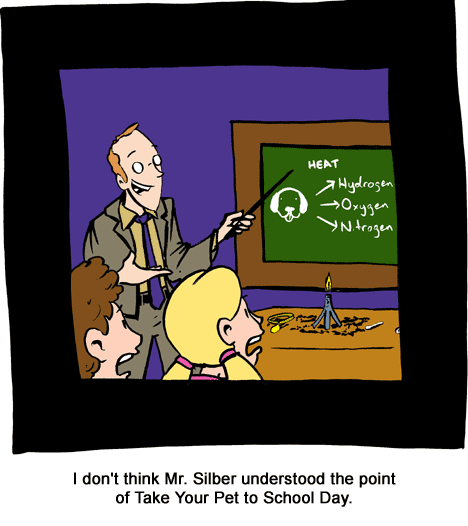 HEAT
Hydrogen
Oxygen
Nitrogen
I don't think Mr. Silber understood the point
of Take Your Pet to School Day.